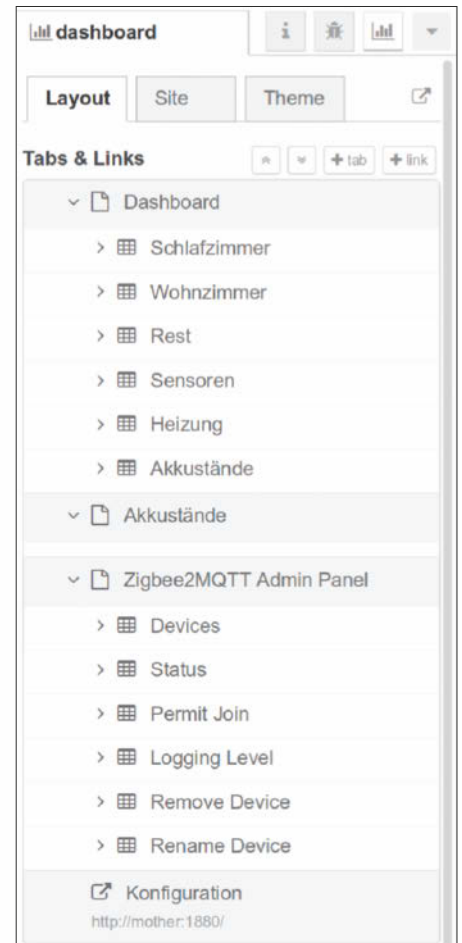 dashboard
Layout Site Theme
Tabs & Links tab link
Dashboard
Schlafzimmer
Wohnzimmer
Rest
Sensoren
Heizung
Akkustände
Akkustände
Zigbee2MQTT Admin Panel
Devices
Status
Permit Join
Logging Level
Remove Device
Rename Device
Konfiguration
http://mother:1880/